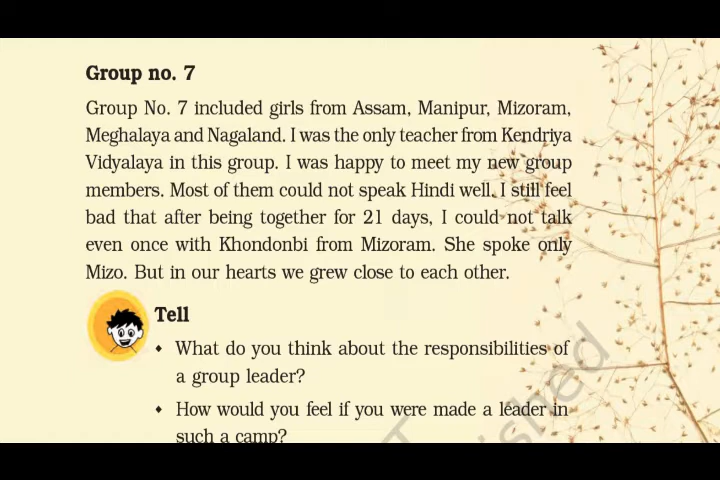 Group no. 7
Group No. 7 included girls from Assam, Manipur, Mizoram,
Meghalaya and Nagaland. I was the only teacher from Kendriya
Vidyalaya in this group. I was happy to meet my new group
members. Most of them could not speak Hindi well. I still feel
bad that after being together for 21 days, I could not talk
even once with Khondonbi from Mizoram. She spoke only
Mizo. But in our hearts we grew close to each other.
Tell
• What do you think about the responsibilities of
a group leader?
• How would you feel if you were made a leader in
such a camp?